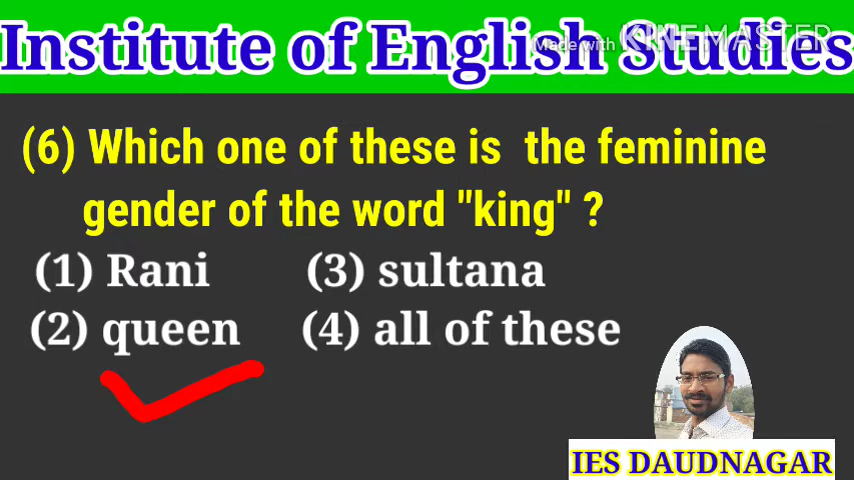 Institute of English Studies
Made with KINEMASTER
(6) Which one of these is the feminine
gender of the word "king" ?
(1) Rani (3) sultana
(2) queen (4) all of these
IES DAUDNAGAR